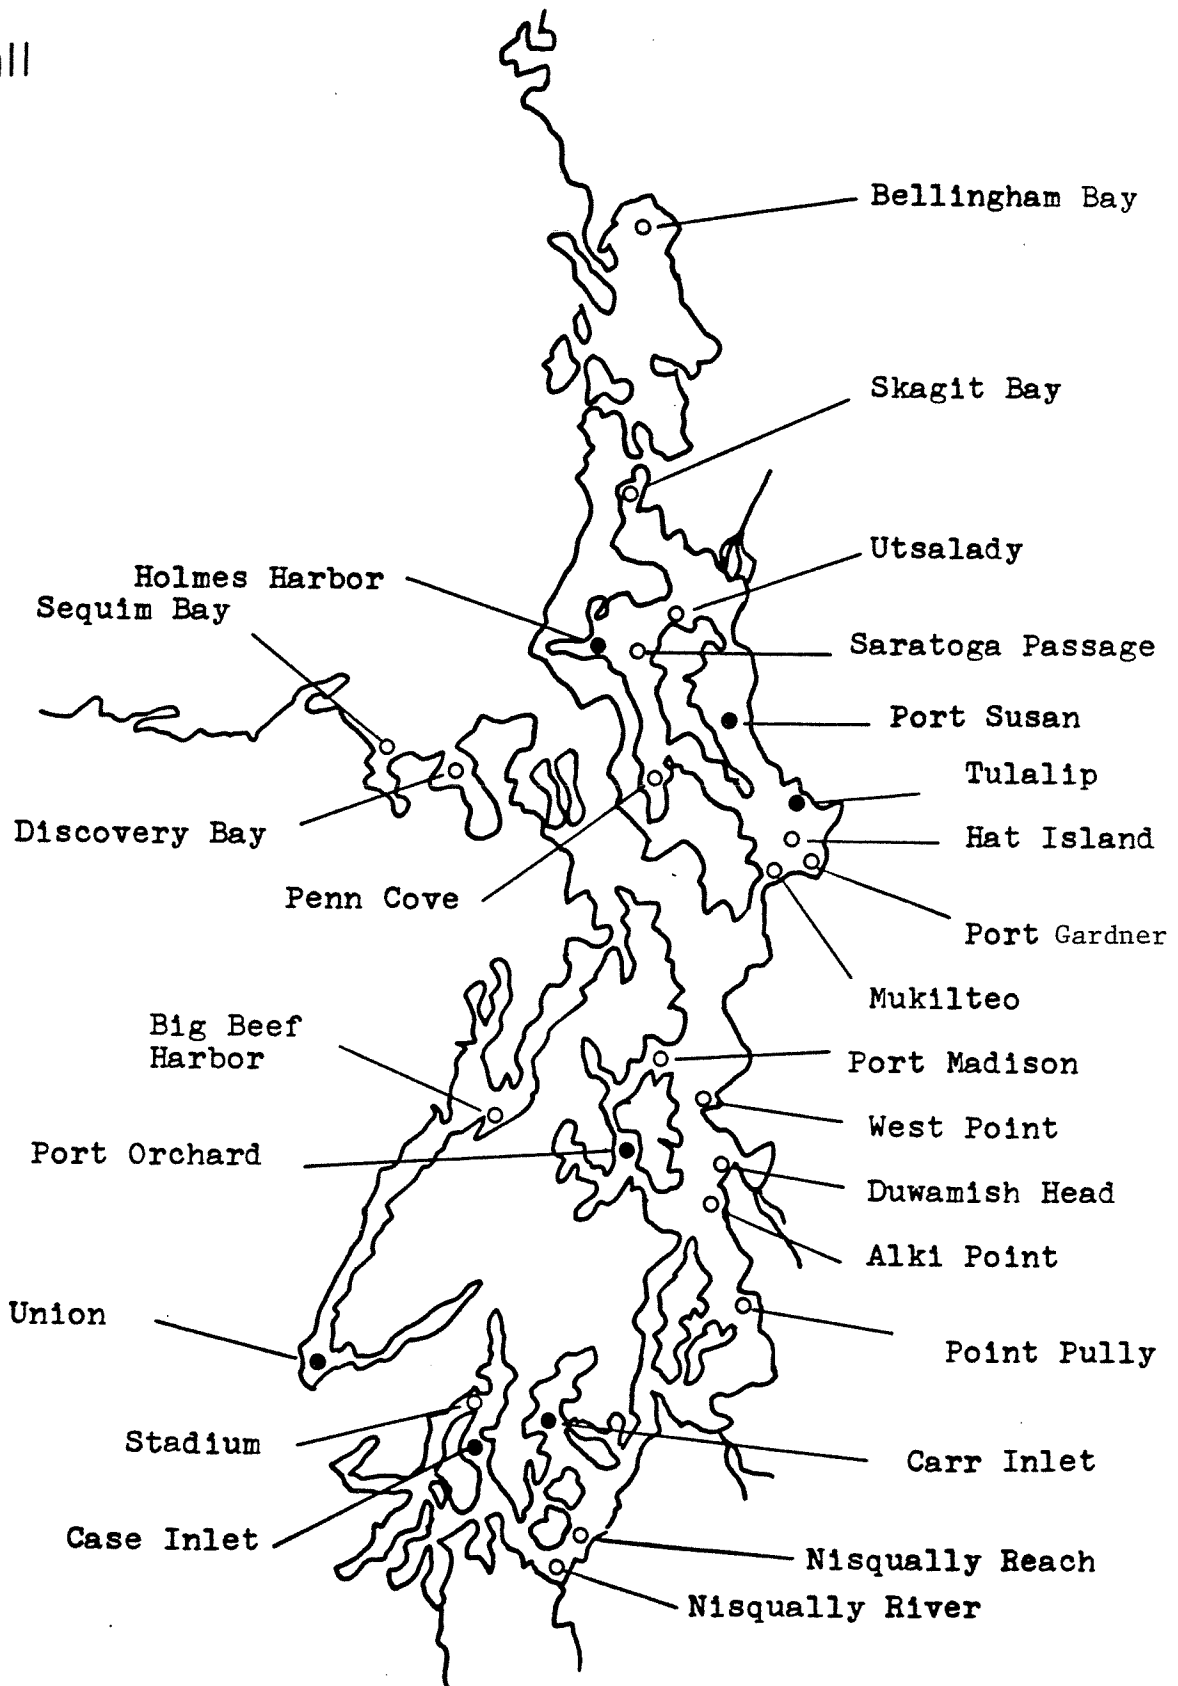 Bellingham Bay
Skagit Bay
Utsalady
Holmes Harbor
Sequim Bay
Saratoga Passage
Port Susan
Tulalip
Discovery Bay
Hat Island
Penn Cove
Port Gardner
Mukilteo
Big Beef
Harbor
Port Madison
West Point
Port Orchard
Duwamish Head
Alki Point
Union
Point Pully
Stadium
Carr Inlet
Case Inlet
Nisqually Reach
Nisqually River